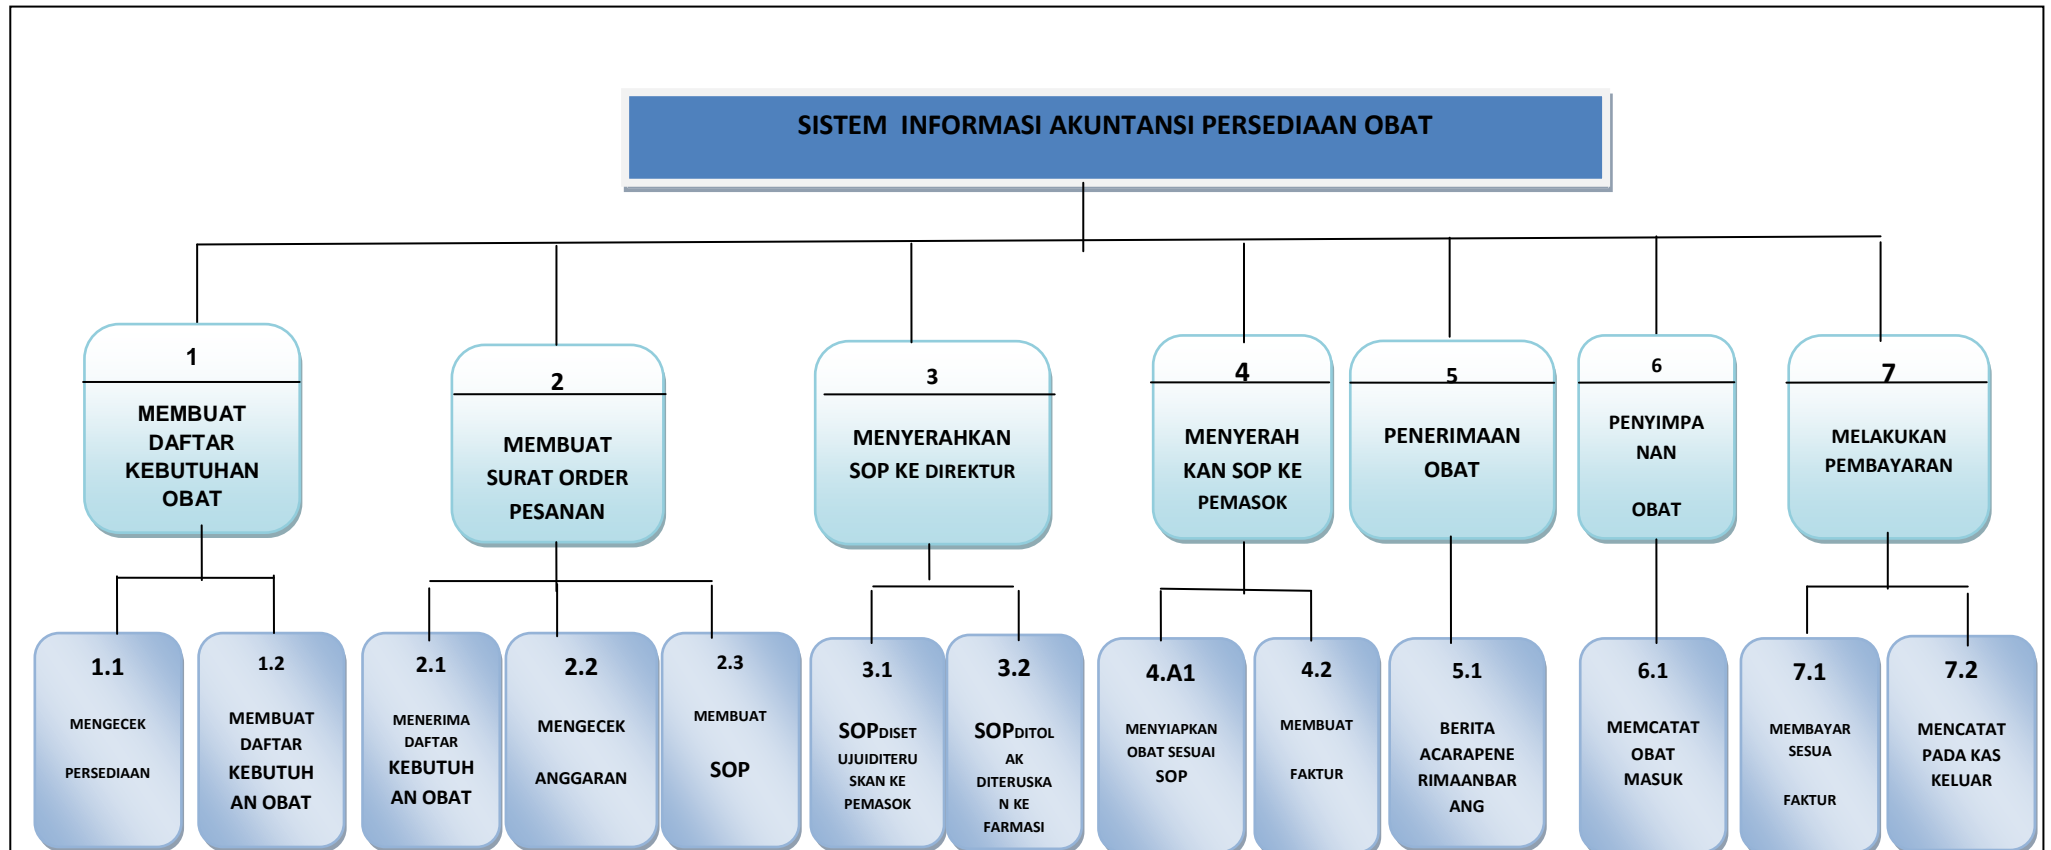 SISTEM INFORMASI AKUNTANSI PERSEDIAAN OBAT
1
MEMBUAT
DAFTAR
KEBUTUHAN
OBAT
2
MEMBUAT
SURAT ORDER
PESANAN
3
MENYERAHKAN
SOP KE DIREKTUR
4
MENYERAH
KAN SOP KE
PEMASOK
5
PENERIMAAN
OBAT
6
PENYIMPA
NAN
OBAT
7
MELAKUKAN
PEMBAYARAN
1.1
MENGECEK
PERSEDIAAN
1.2
MEMBUAT
DAFTAR
KEBUTUH
AN OBAT
2.1
MENERIMA
DAFTAR
KEBUTUH
AN OBAT
2.2
MENGECEK
ANGGARAN
2.3
MEMBUAT
SOP
3.1
SOPDISET
UJUIDITERU
SKAN KE
PEMASOK
3.2
SOPDITOL
AK
DITERUSKA
N KE
FARMASI
4.A1
MENYIAPKAN
OBAT SESUAI
SOP
4.2
MEMBUAT
FAKTUR
5.1
BERITA
ACARAPENE
RIMAANBAR
ANG
6.1
MEMCATAT
OBAT
MASUK
7.1
MEMBAYAR
SESUA
FAKTUR
7.2
MENCATAT
PADA KAS
KELUAR